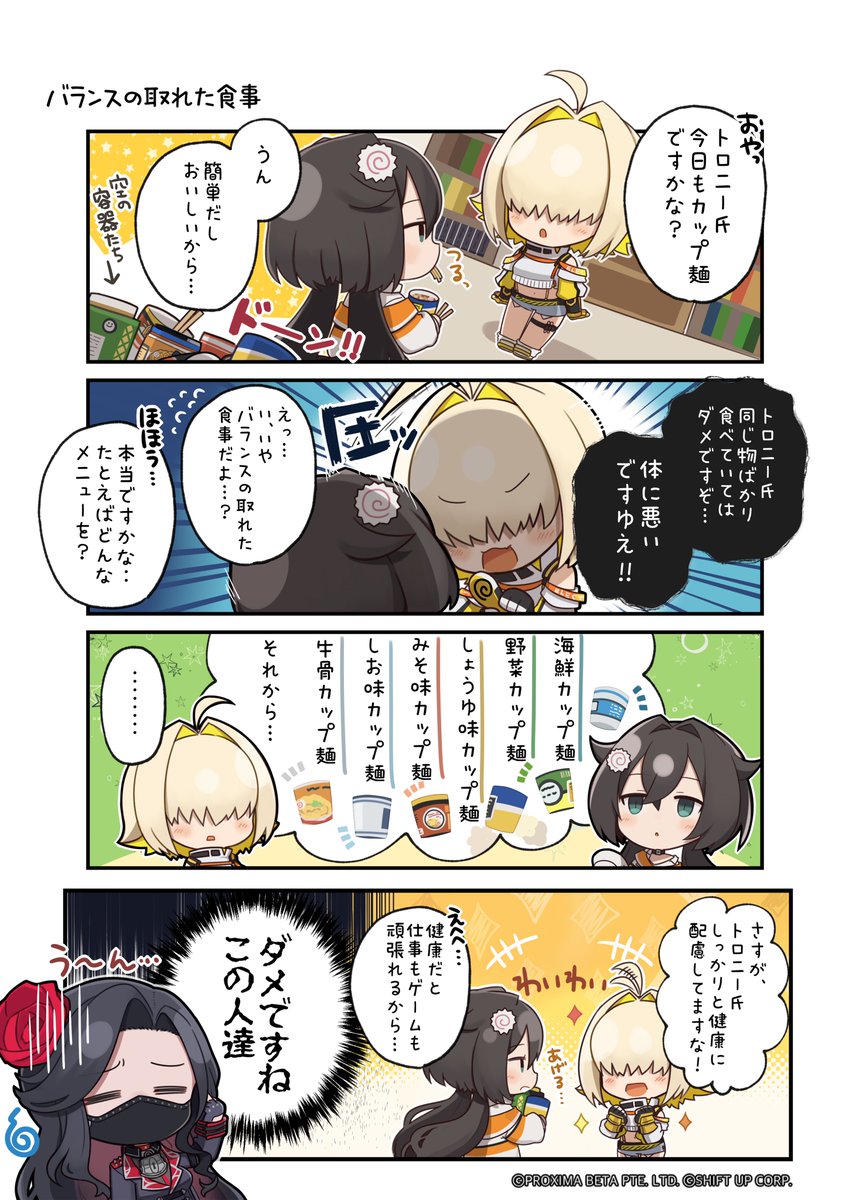 バランスの取れた食事
おやっ
トロニー氏
今日もカップ麺
ですかな?
うん
簡単だし
おいしいから…
空の
容器たち
↓
つる、
ドーン!!
トロニー氏
同じ物ばかり
食べていては
ダメですぞ…
体に悪い
ですゆえ!!
圧ッ
えっ…
い、いや
バランスの取れた
食事だよ…?
ほほう…
本当ですかな…
たとえばどんな
メニューを?
海鮮カップ麺
野菜カップ麺
しょうゆ味カップ麺
みそ味カップ麺
しお味カップ麺
牛骨カップ麺
それから…
………
さすが、
トロニー氏
しっかりと健康に
配慮してますな!
わいわい
あげる…
えへ…
健康だと
仕事もゲームも
頑張れるから…
ダメですね
この人達
う〜ん…
©PROXIMA BETA PTE. LTD. ©SHIFT UP CORP.